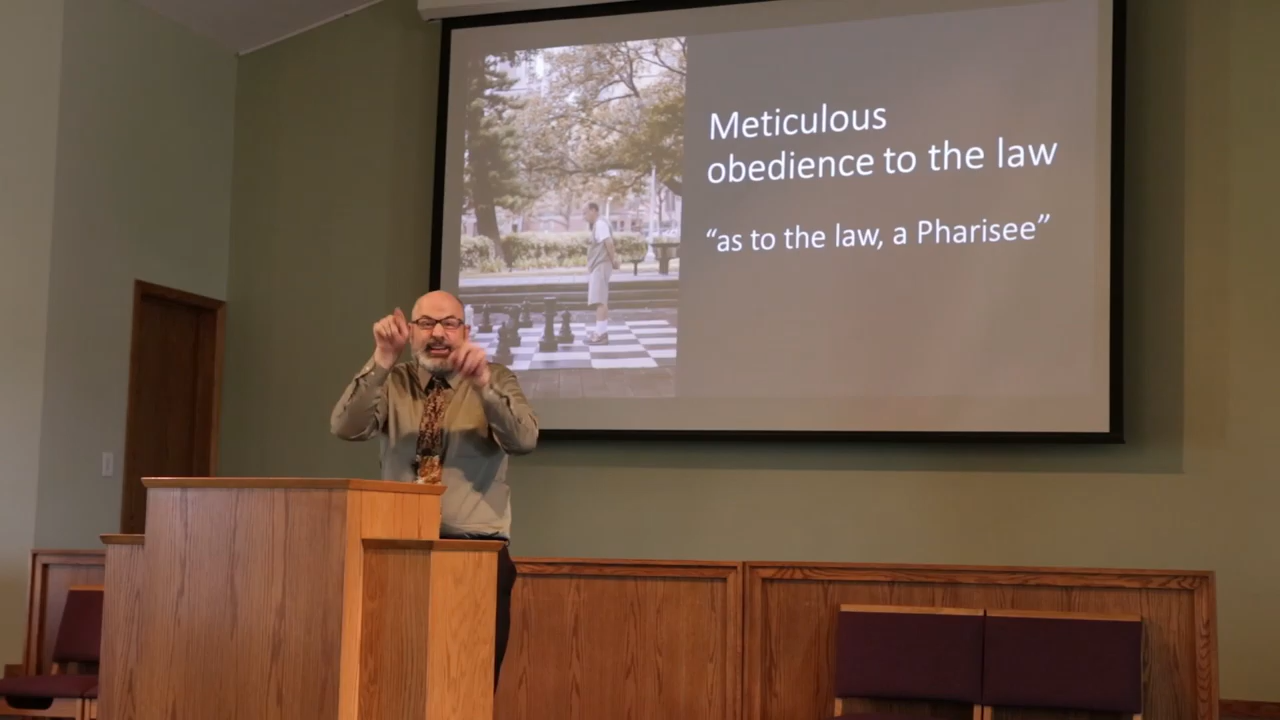 Meticulous
obedience to the law
“as to the law, a Pharisee”